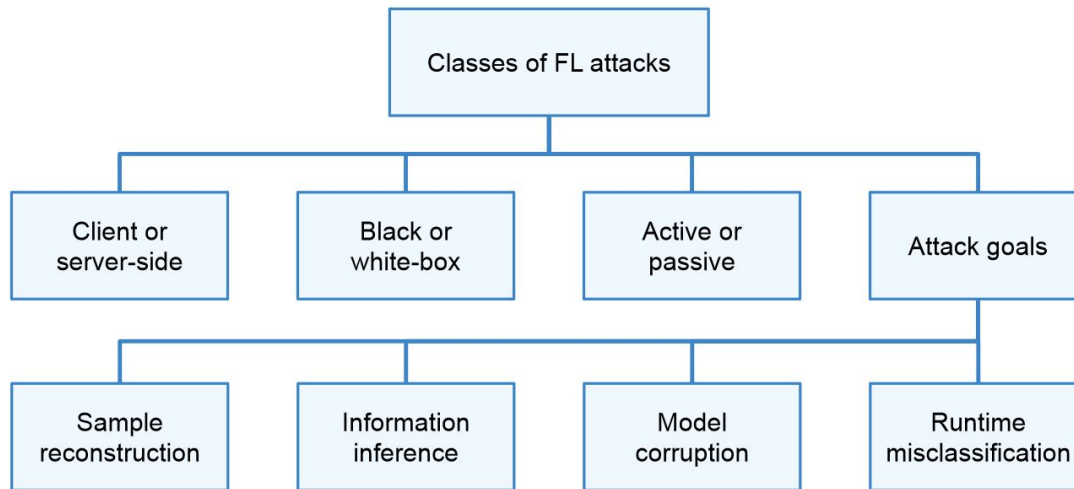 Classes of FL attacks
Client or
server-side
Black or
white-box
Active or
passive
Attack goals
Sample
reconstruction
Information
inference
Model
corruption
Runtime
misclassification